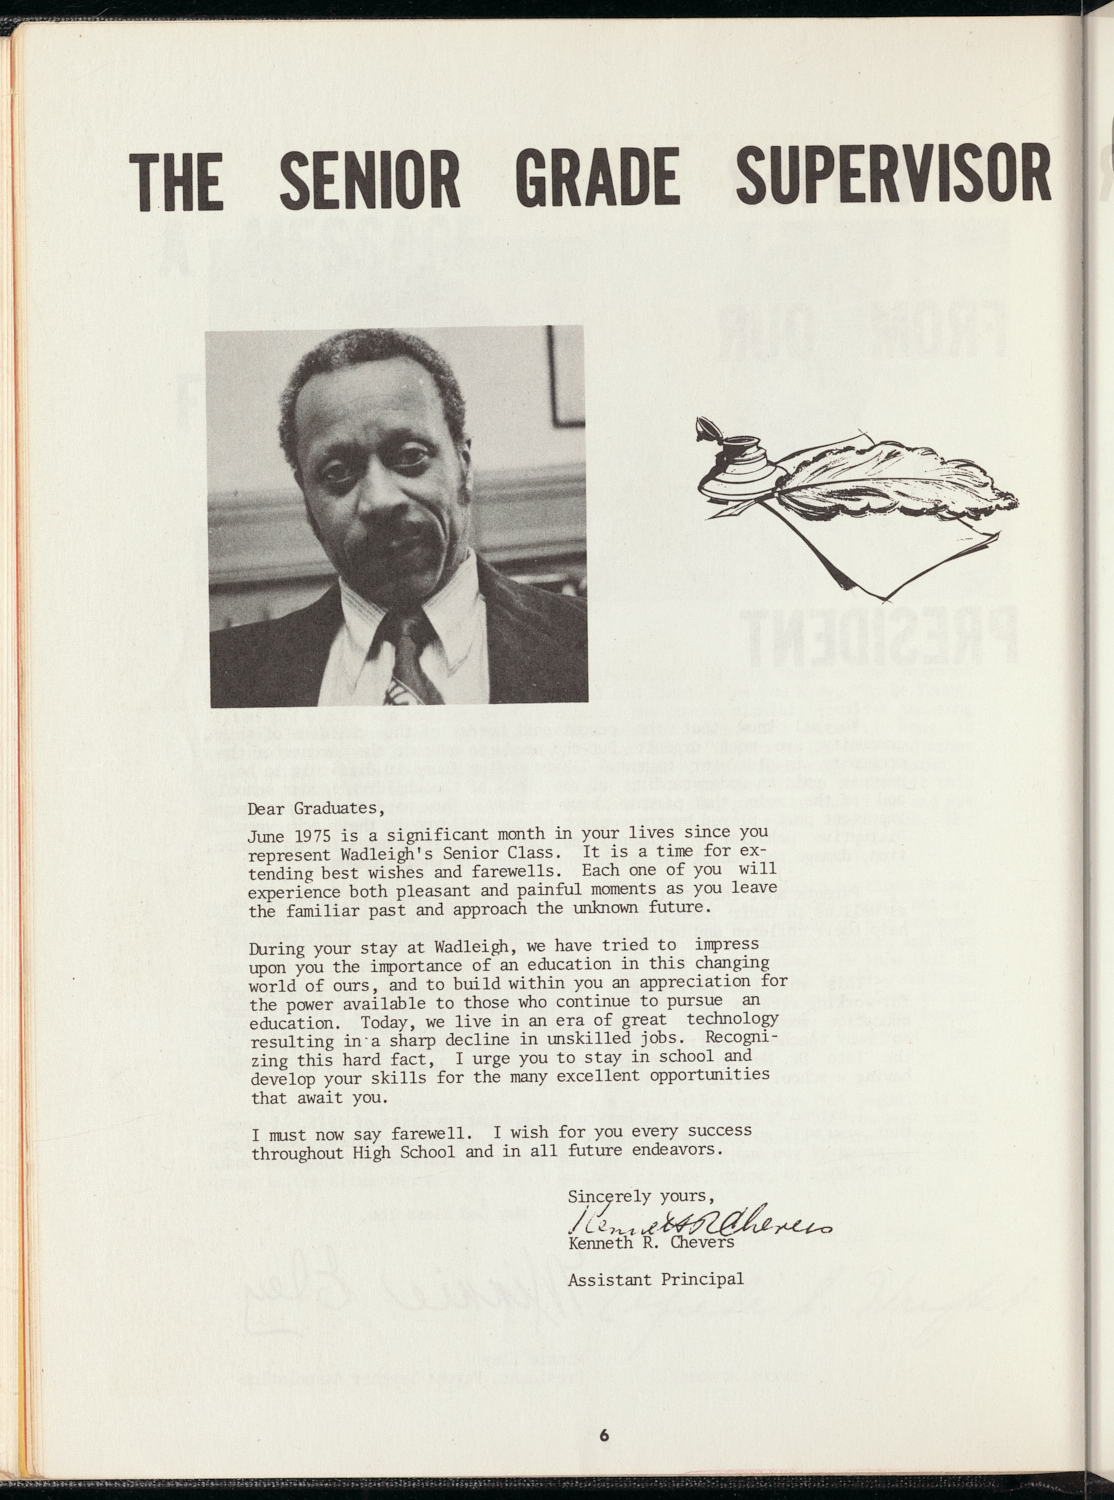 THE SENIOR GRADE SUPERVISOR
Dear Graduates,
June 1975 is a significant month in your lives since you
represent Wadleigh's Senior Class. It is a time for ex-
tending best wishes and farewells. Each one of you will
experience both pleasant and painful moments as you leave
the familiar past and approach the unknown future.
During your stay at Wadleigh, we have tried to impress
upon you the importance of an education in this changing
world of ours, and to build within you an appreciation for
the power available to those who continue to pursue an
education. Today, we live in an era of great technology
resulting in a sharp decline in unskilled jobs. Recogni-
zing this hard fact, I urge you to stay in school and
develop your skills for the many excellent opportunities
that await you.
I must now say farewell. I wish for you every success
throughout High School and in all future endeavors.
Sincerely yours,
Kenneth R Chevers
Kenneth R. Chevers
Assistant Principal
6